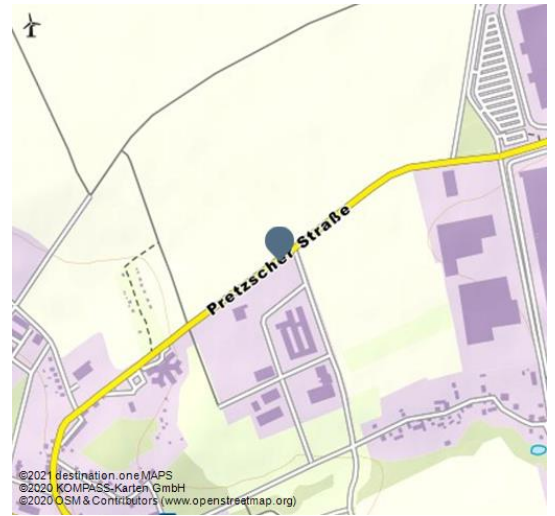 Pretzscher Straße
©2021 destination.one MAPS
©2020 KOMPASS-Karten GmbH
©2020 OSM & Contributors (www.openstreetmap.org)